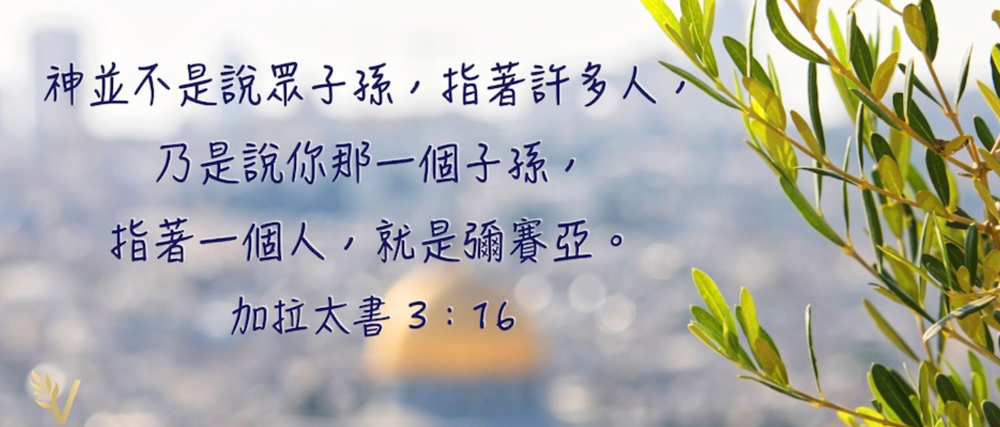 神並不是說眾子孫，指著許多人，
乃是說你那一個子孫，
指著一個人，就是彌賽亞。
加拉太書 3：16